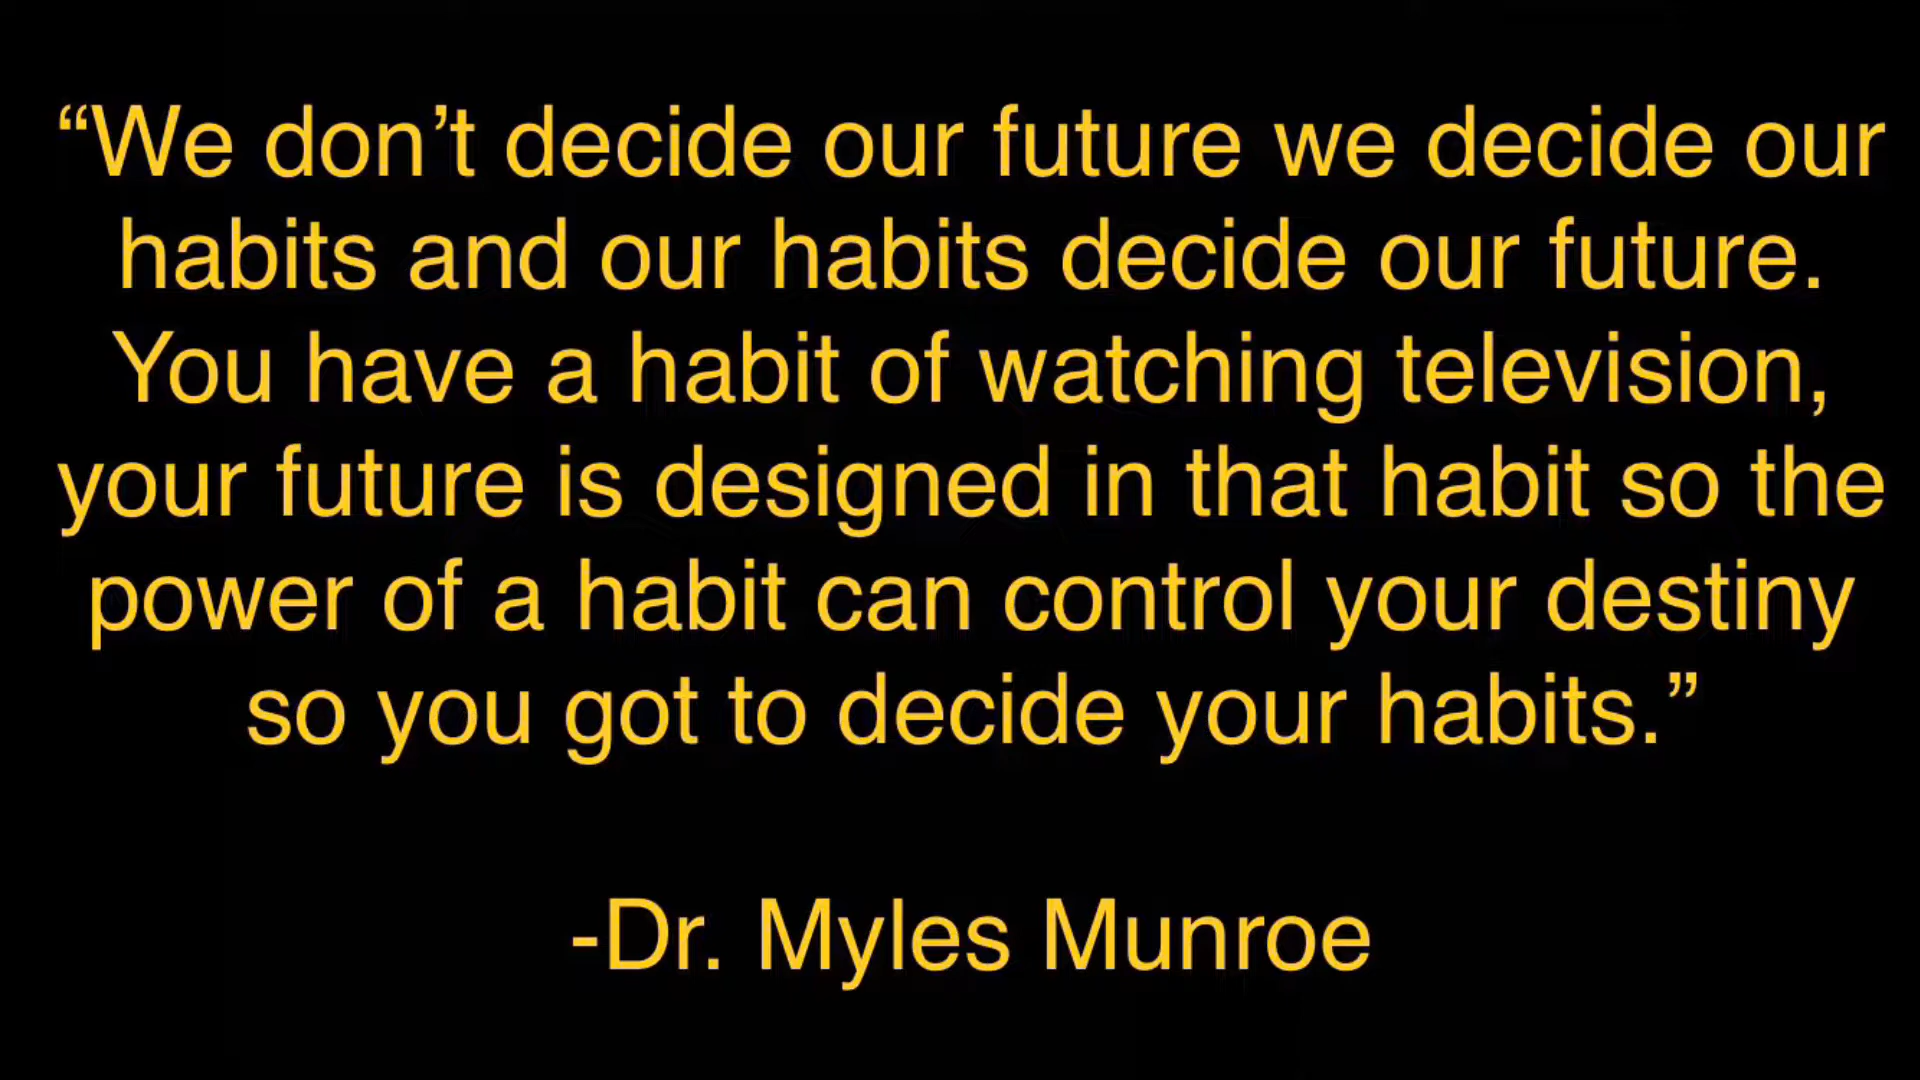 “We don’t decide our future we decide our
habits and our habits decide our future.
You have a habit of watching television,
your future is designed in that habit so the
power of a habit can control your destiny
so you got to decide your habits.”
-Dr. Myles Munroe